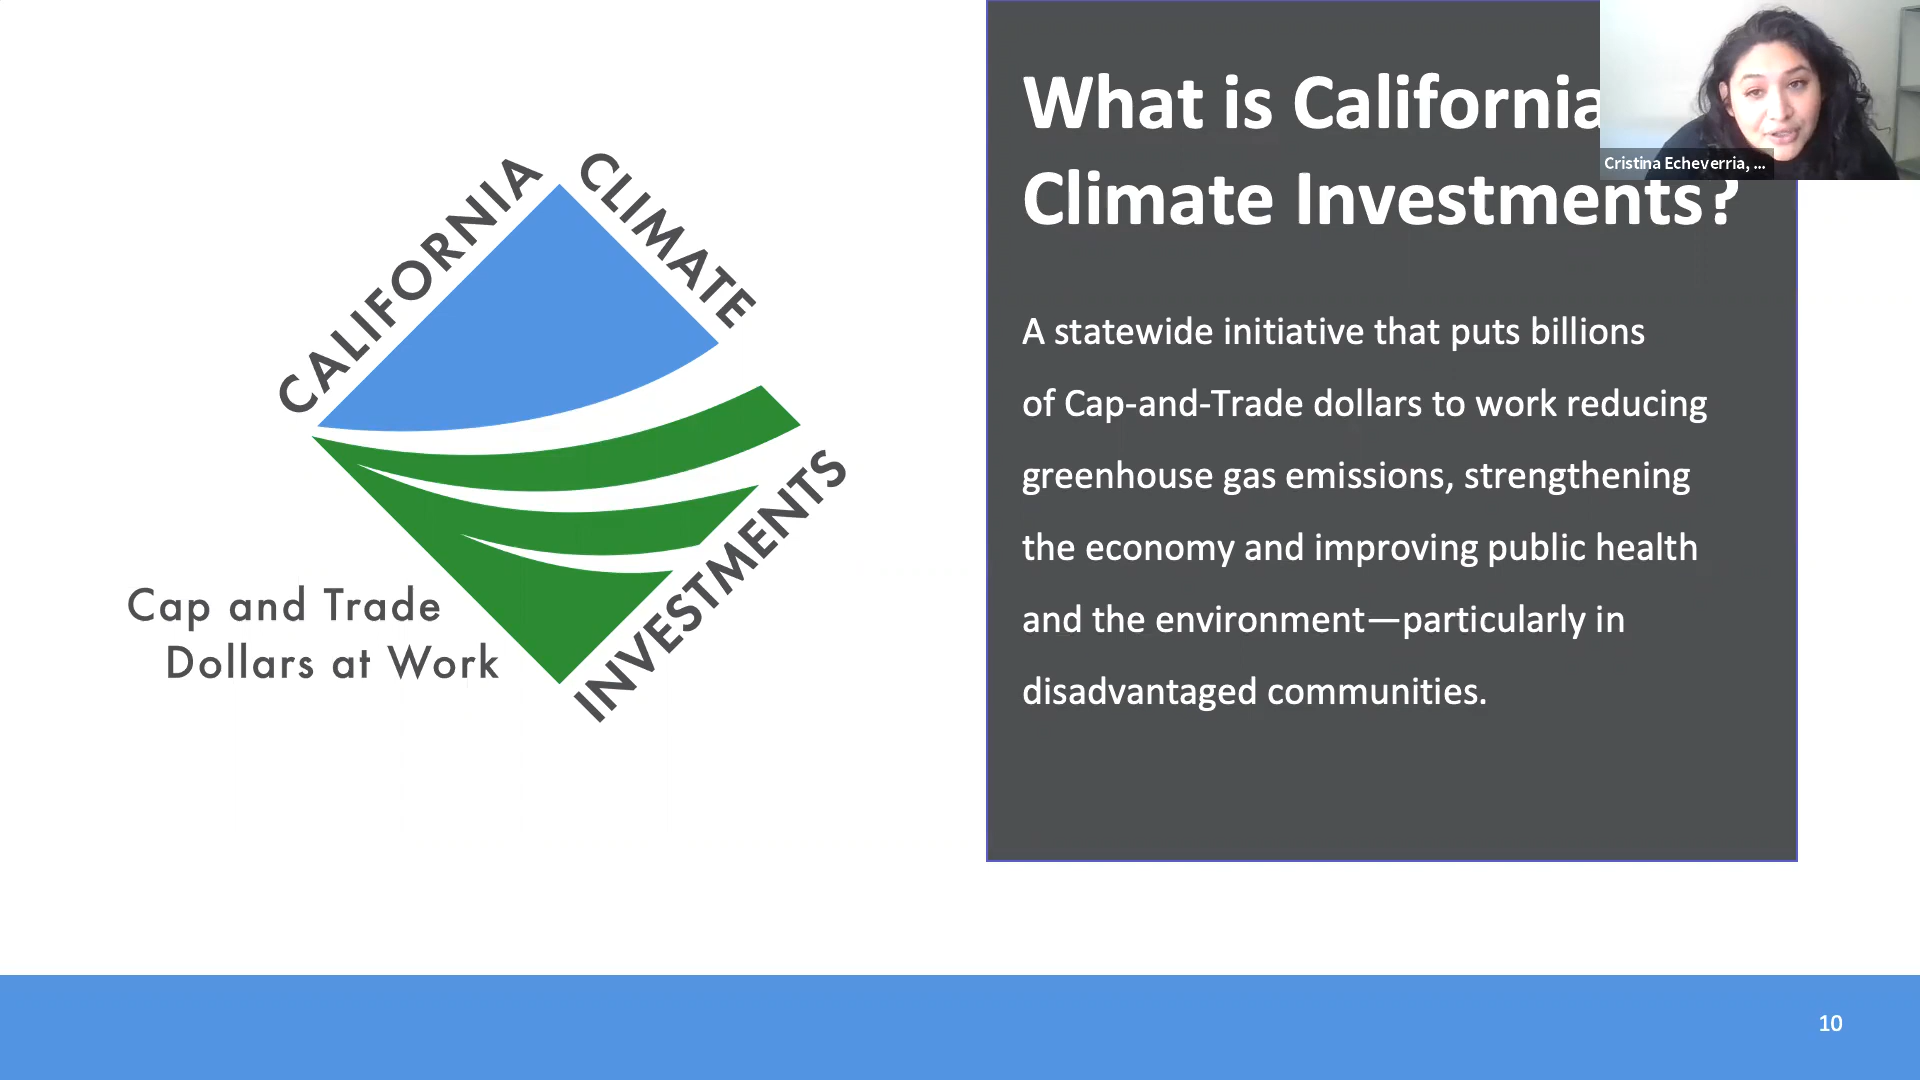 CALIFORNIA
CLIMATE
INVESTMENTS
Cap and Trade
Dollars at Work
What is California
Climate Investments?
A statewide initiative that puts billions
of Cap-and-Trade dollars to work reducing
greenhouse gas emissions, strengthening
the economy and improving public health
and the environment—particularly in
disadvantaged communities.
Cristina Echeverria, ...
10